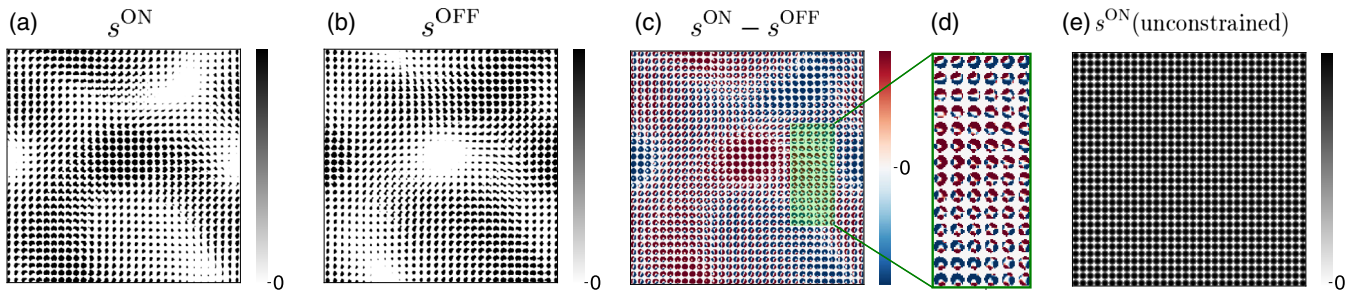 (a) s^ON
-0
(b) s^OFF
-0
(c) s^ON − s^OFF
-0
(d)
(e) s^ON(unconstrained)
-0